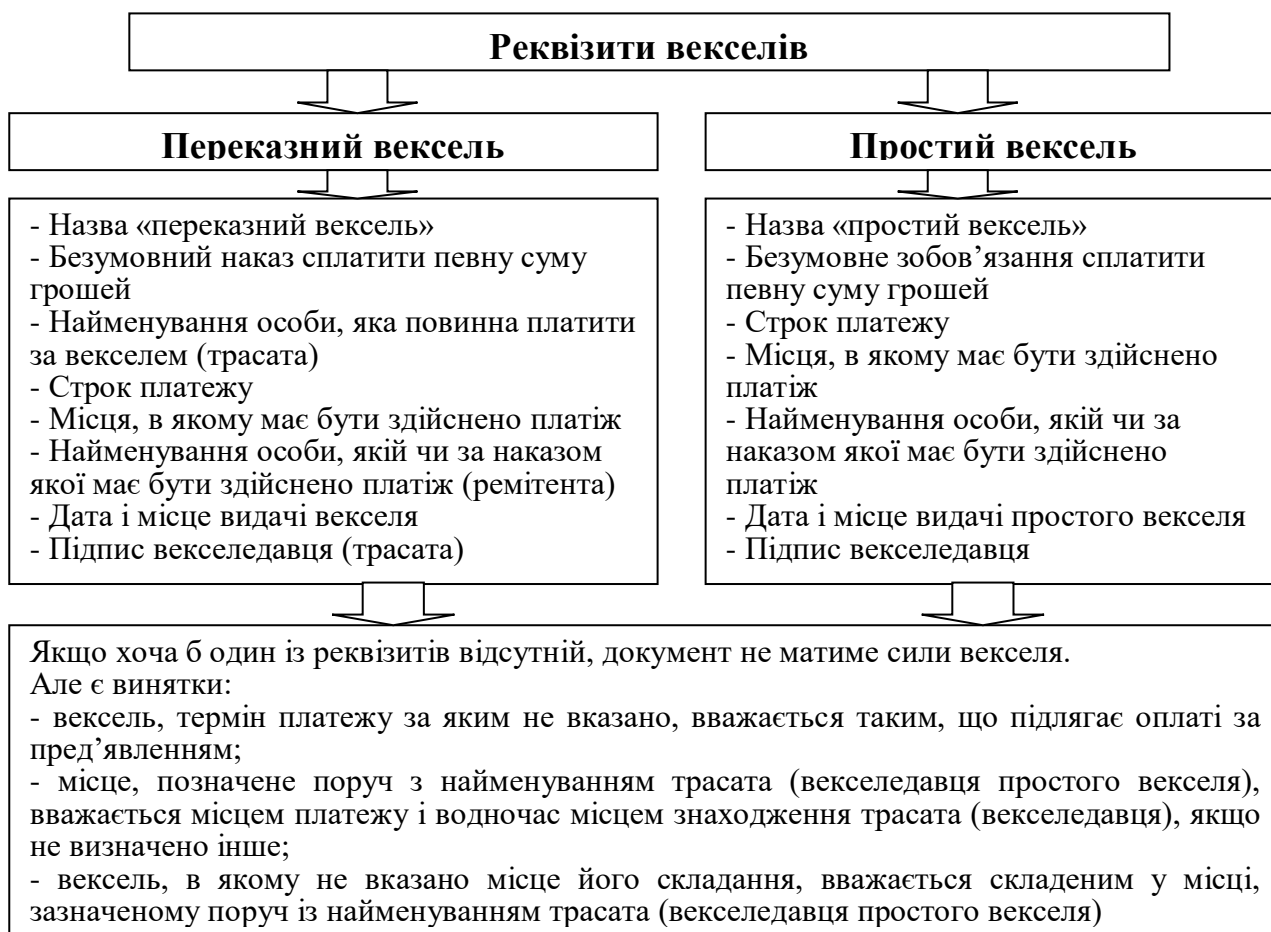 Реквізити векселів
Переказний вексель
- Назва «переказний вексель»
- Безумовний наказ сплатити певну суму
грошей
- Найменування особи, яка повинна платити
за векселем (трасата)
- Строк платежу
- Місця, в якому має бути здійснено платіж
- Найменування особи, якій чи за наказом
якої має бути здійснено платіж (ремітента)
- Дата і місце видачі векселя
- Підпис векселедавця (трасата)
Простий вексель
- Назва «простий вексель»
- Безумовне зобов’язання сплатити
певну суму грошей
- Строк платежу
- Місця, в якому має бути здійснено
платіж
- Найменування особи, якій чи за
наказом якої має бути здійснено
платіж
- Дата і місце видачі простого векселя
- Підпис векселедавця
Якщо хоча б один із реквізитів відсутній, документ не матиме сили векселя.
Але є винятки:
- вексель, термін платежу за яким не вказано, вважається таким, що підлягає оплаті за
пред’явленням;
- місце, позначене поруч з найменуванням трасата (векселедавця простого векселя),
вважається місцем платежу і водночас місцем знаходження трасата (векселедавця), якщо
не визначено інше;
- вексель, в якому не вказано місце його складання, вважається складеним у місці,
зазначеному поруч із найменуванням трасата (векселедавця простого векселя)